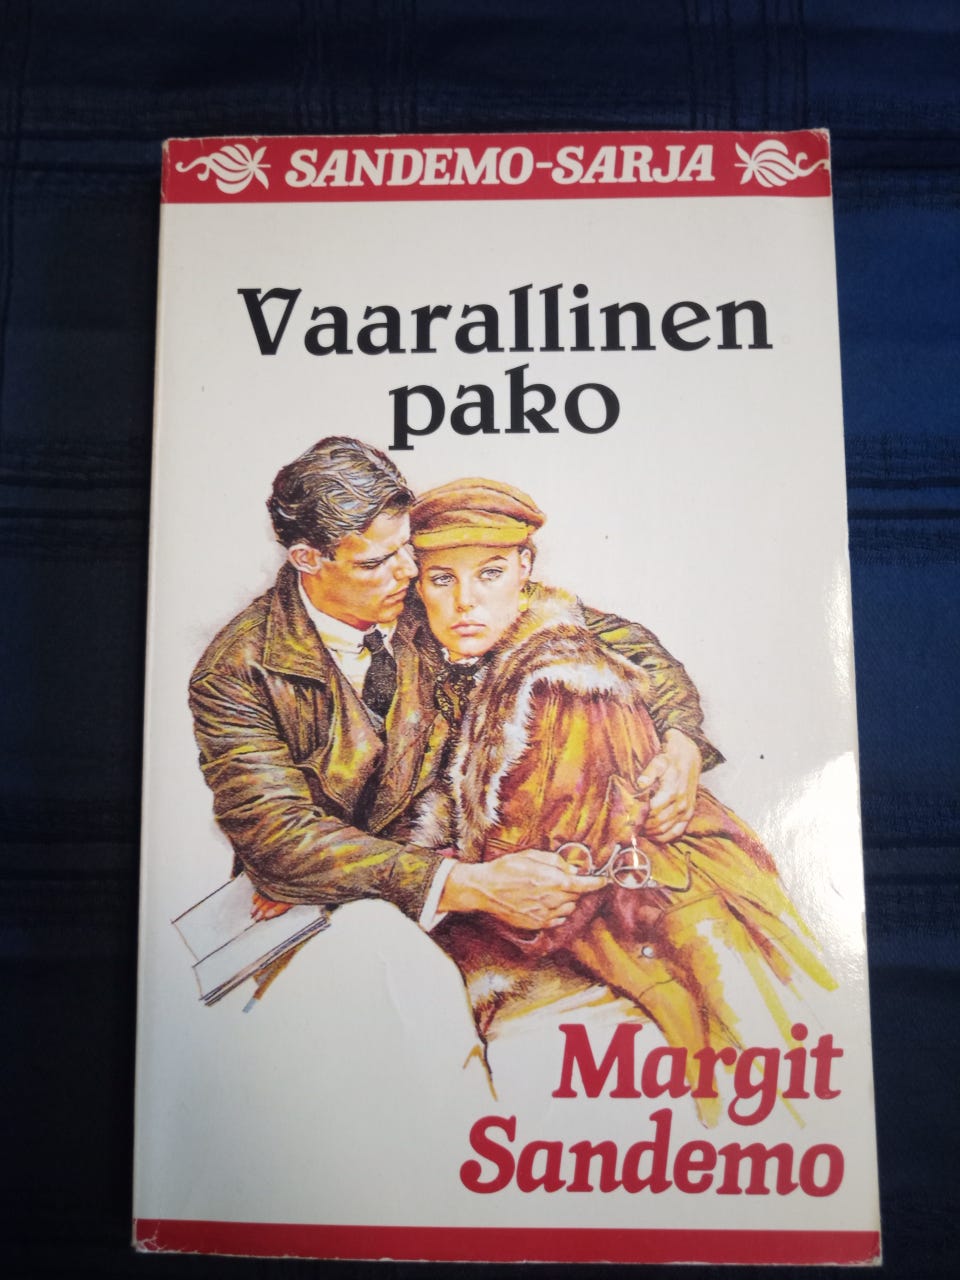 SANDEMO-SARJA
Vaarallinen
pako
Margit
Sandemo